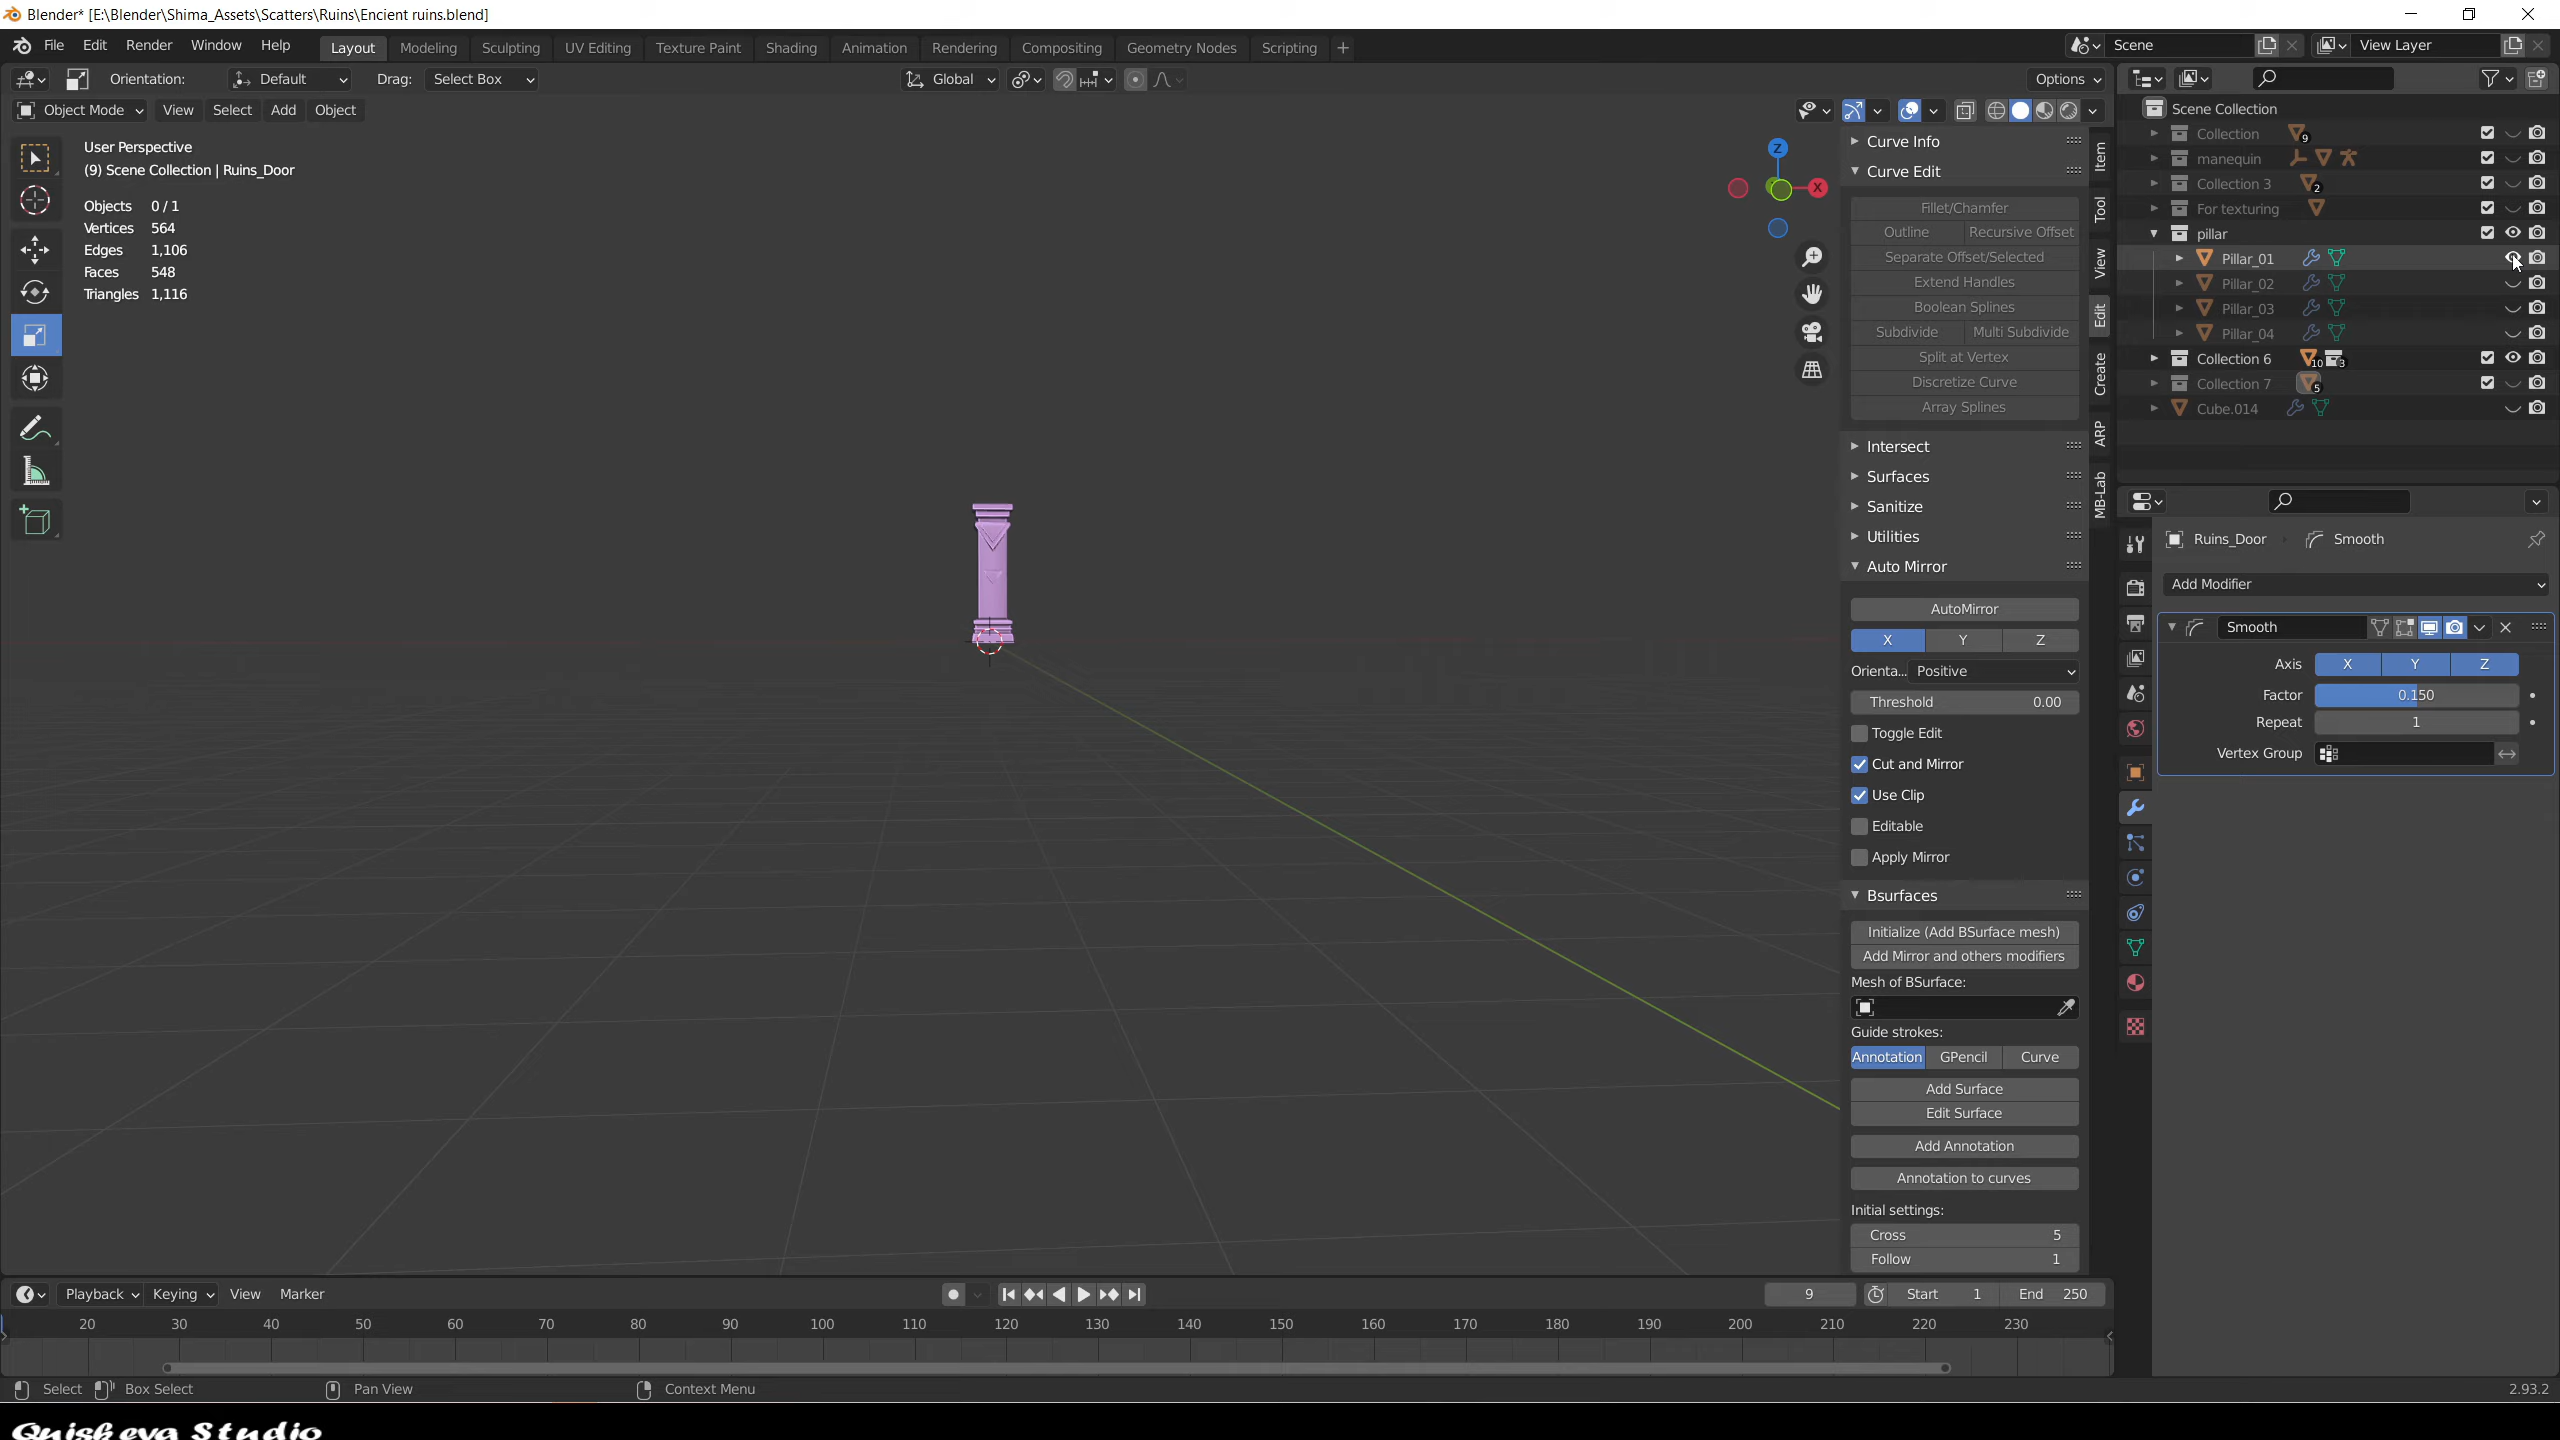 Blender* [E:\Blender\Shima_Assets\Scatters\Ruins\Encient ruins.blend]
File Edit Render Window Help Layout Modeling Sculpting UV Editing Texture Paint Shading Animation Rendering Compositing Geometry Nodes Scripting + Scene View Layer
Orientation: Default Drag: Select Box Global Options
Object Mode View Select Add Object
User Perspective
(9) Scene Collection | Ruins_Door
Objects 0 / 1
Vertices 564
Edges 1,106
Faces 548
Triangles 1,116
Z
X
Curve Info
Curve Edit
Fillet/Chamfer
Outline Recursive Offset
Separate Offset/Selected
Extend Handles
Boolean Splines
Subdivide Multi Subdivide
Split at Vertex
Discretize Curve
Array Splines
Intersect
Surfaces
Sanitize
Utilities
Auto Mirror
AutoMirror
X Y Z
Orienta... Positive
Threshold 0.00
Toggle Edit
Cut and Mirror
Use Clip
Editable
Apply Mirror
Bsurfaces
Initialize (Add BSurface mesh)
Add Mirror and others modifiers
Mesh of BSurface:
Guide strokes:
Annotation GPencil Curve
Add Surface
Edit Surface
Add Annotation
Annotation to curves
Initial settings:
Cross 5
Follow 1
Item
Tool
View
Edit
Create
ARP
MB-Lab
Scene Collection
Collection 9
manequin
Collection 3 2
For texturing
pillar
Pillar_01
Pillar_02
Pillar_03
Pillar_04
Collection 6 10 3
Collection 7 5
Cube.014
Ruins_Door Smooth
Add Modifier
Smooth
Axis X Y Z
Factor 0.150
Repeat 1
Vertex Group
Playback Keying View Marker 9 Start 1 End 250
20 30 40 50 60 70 80 90 100 110 120 130 140 150 160 170 180 190 200 210 220 230
Select Box Select Pan View Context Menu 2.93.2
Quiskeya Studio